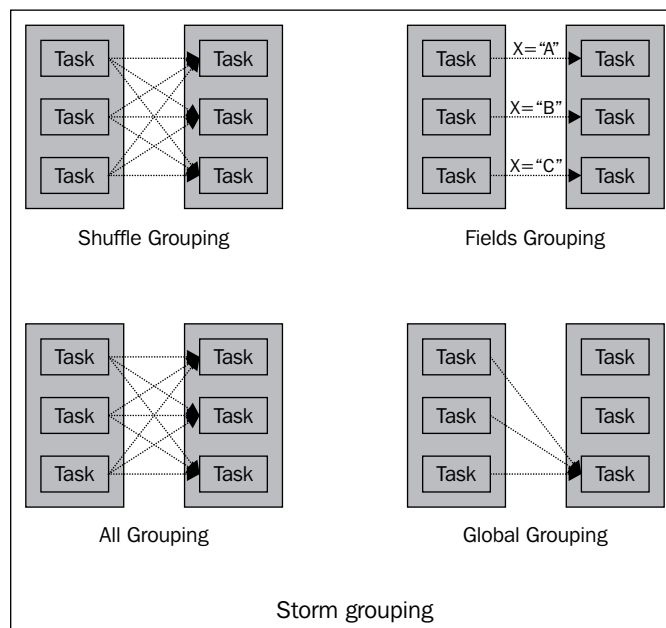 Task Task Task Task
X="A"
Task Task Task Task
X="B"
Task Task Task Task
X="C"
Shuffle Grouping Fields Grouping
Task Task Task Task
Task Task Task Task
Task Task Task Task
All Grouping Global Grouping
Storm grouping